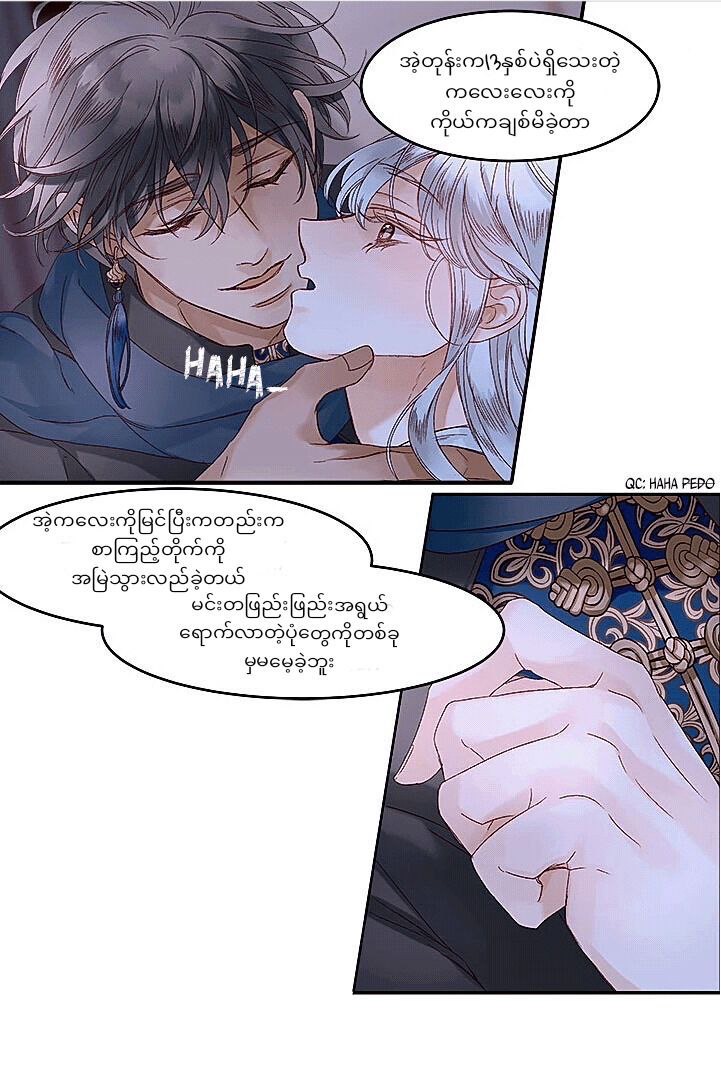 အဲ့တုန်းက၁၃နှစ်ပဲရှိသေးတဲ့
ကလေးလေးကို
ကိုယ်ကချစ်မိခဲ့တာ
HAHA_
QC: HAHA PEDO
အဲ့ကလေးကိုမြင်ပြီးကတည်းက
စာကြည့်တိုက်ကို
အမြဲသွားလည်ခဲ့တယ်
မင်းတဖြည်းဖြည်းအရွယ်
ရောက်လာတဲ့ပုံတွေကိုတစ်ခု
မှမမေ့ခဲ့ဘူး